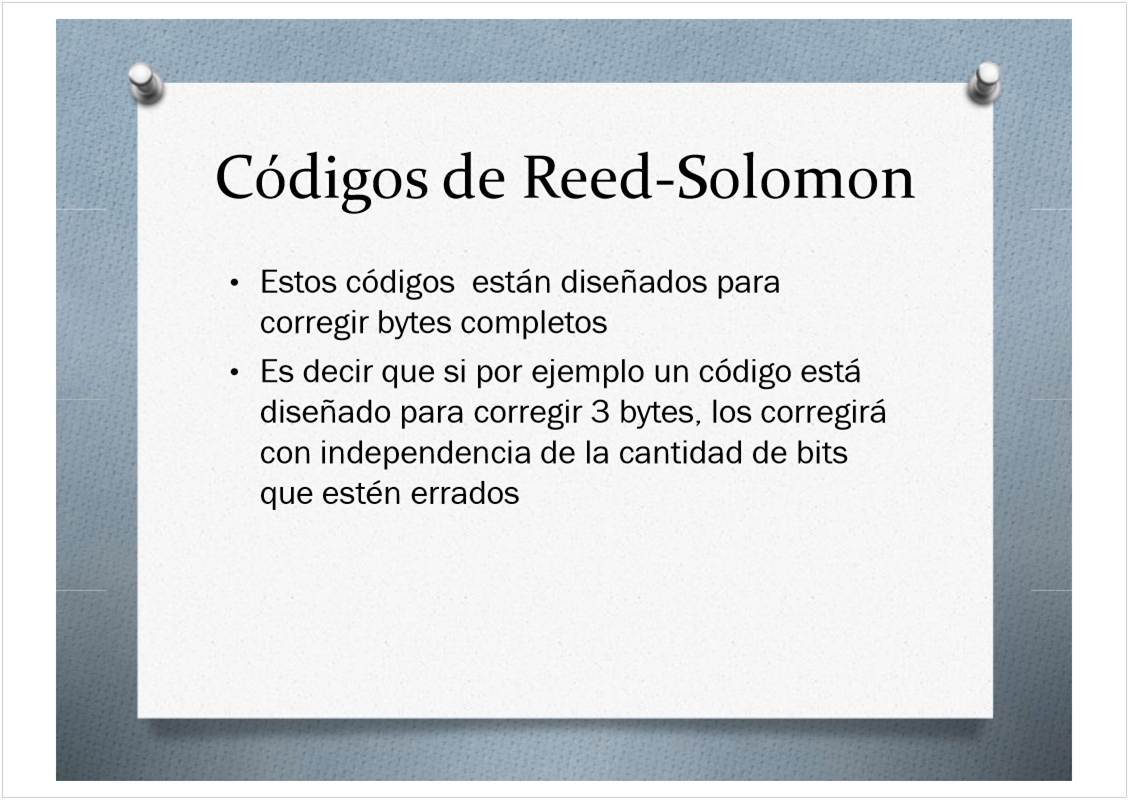 Códigos de Reed-Solomon
• Estos códigos  están diseñados para
corregir bytes completos
• Es decir que si por ejemplo un código está
diseñado para corregir 3 bytes, los corregirá
con independencia de la cantidad de bits
que estén errados